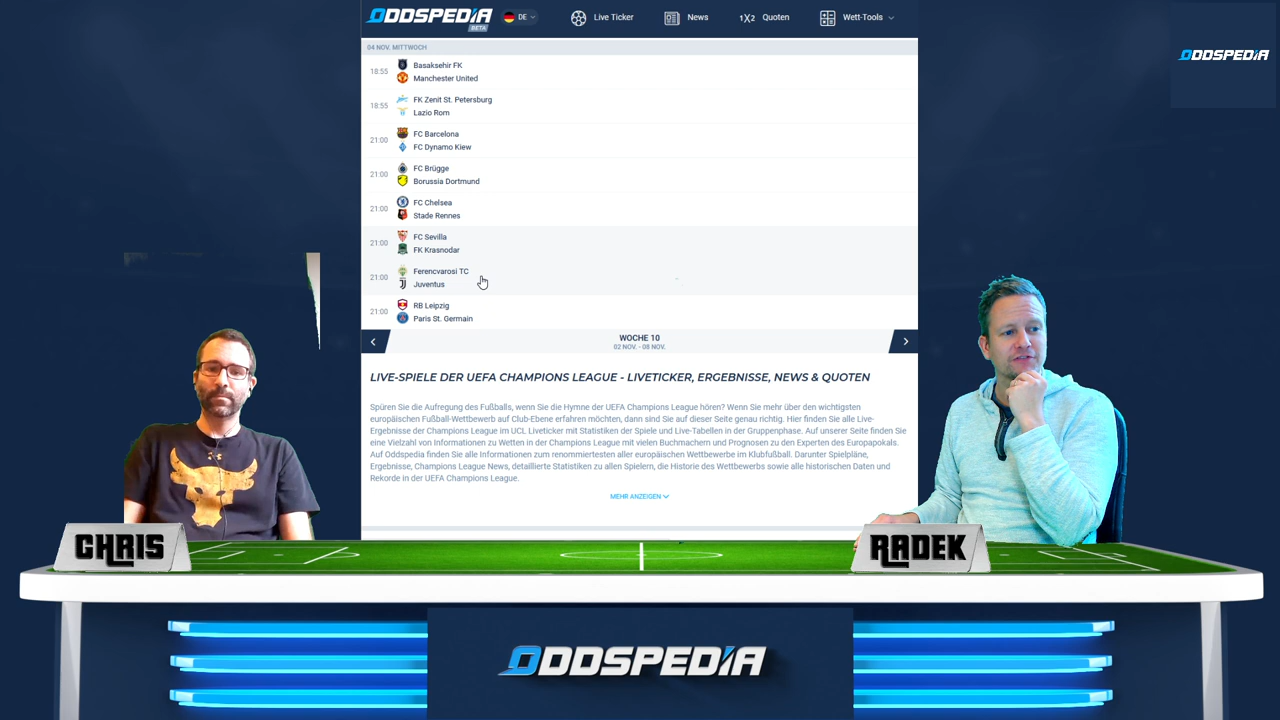 ODDSPEDIA
BETA
DE
Live Ticker
News
1X2 Quoten
Wett-Tools
ODDSPEDIA
04 NOV. MITTWOCH
18:55
Basaksehir FK
Manchester United
18:55
FK Zenit St. Petersburg
Lazio Rom
21:00
FC Barcelona
FC Dynamo Kiew
21:00
FC Brügge
Borussia Dortmund
21:00
FC Chelsea
Stade Rennes
21:00
FC Sevilla
FK Krasnodar
21:00
Ferencvarosi TC
Juventus
21:00
RB Leipzig
Paris St. Germain
WOCHE 10
02 NOV. - 08 NOV.
LIVE-SPIELE DER UEFA CHAMPIONS LEAGUE - LIVETICKER, ERGEBNISSE, NEWS & QUOTEN
Spüren Sie die Aufregung des Fußballs, wenn Sie die Hymne der UEFA Champions League hören? Wenn Sie mehr über den wichtigsten
europäischen Fußball-Wettbewerb auf Club-Ebene erfahren möchten, dann sind Sie auf dieser Seite genau richtig. Hier finden Sie alle Live-
Ergebnisse der Champions League im UCL Liveticker mit Statistiken der Spiele und Live-Tabellen in der Gruppenphase. Auf unserer Seite finden Sie
eine Vielzahl von Informationen zu Wetten in der Champions League mit vielen Buchmachern und Prognosen zu den Experten des Europapokals.
Auf Oddspedia finden Sie alle Informationen zum renommiertesten aller europäischen Wettbewerbe im Klubfußball. Darunter Spielpläne,
Ergebnisse, Champions League News, detaillierte Statistiken zu allen Spielern, die Historie des Wettbewerbs sowie alle historischen Daten und
Rekorde in der UEFA Champions League.
MEHR ANZEIGEN
CHRIS
RADEK
ODDSPEDIA